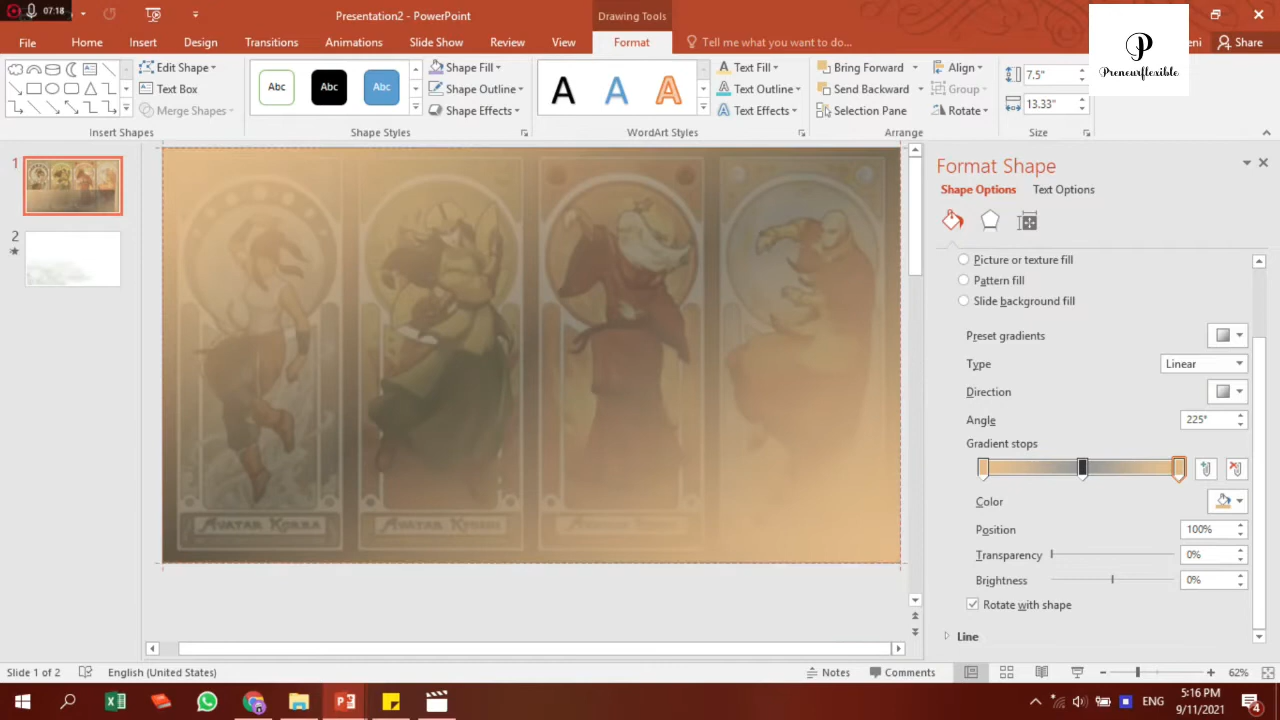 07:18
Presentation2 - PowerPoint
Drawing Tools
eni
Share
P
Preneurflexible
File
Home
Insert
Design
Transitions
Animations
Slide Show
Review
View
Format
Tell me what you want to do...
Edit Shape
Text Box
Merge Shapes
Insert Shapes
Abc
Abc
Abc
Shape Fill
Shape Outline
Shape Effects
Shape Styles
A
A
A
Text Fill
Text Outline
Text Effects
WordArt Styles
Bring Forward
Send Backward
Selection Pane
Align
Group
Rotate
Arrange
7.5"
13.33"
Size
1
2
AVATAR KORRA
AVATAR KYOSHI
Format Shape
Shape Options
Text Options
Picture or texture fill
Pattern fill
Slide background fill
Preset gradients
Type
Linear
Direction
Angle
225°
Gradient stops
Color
Position
100%
Transparency
0%
Brightness
0%
Rotate with shape
Line
Slide 1 of 2
English (United States)
Notes
Comments
62%
ENG
5:16 PM
9/11/2021
4